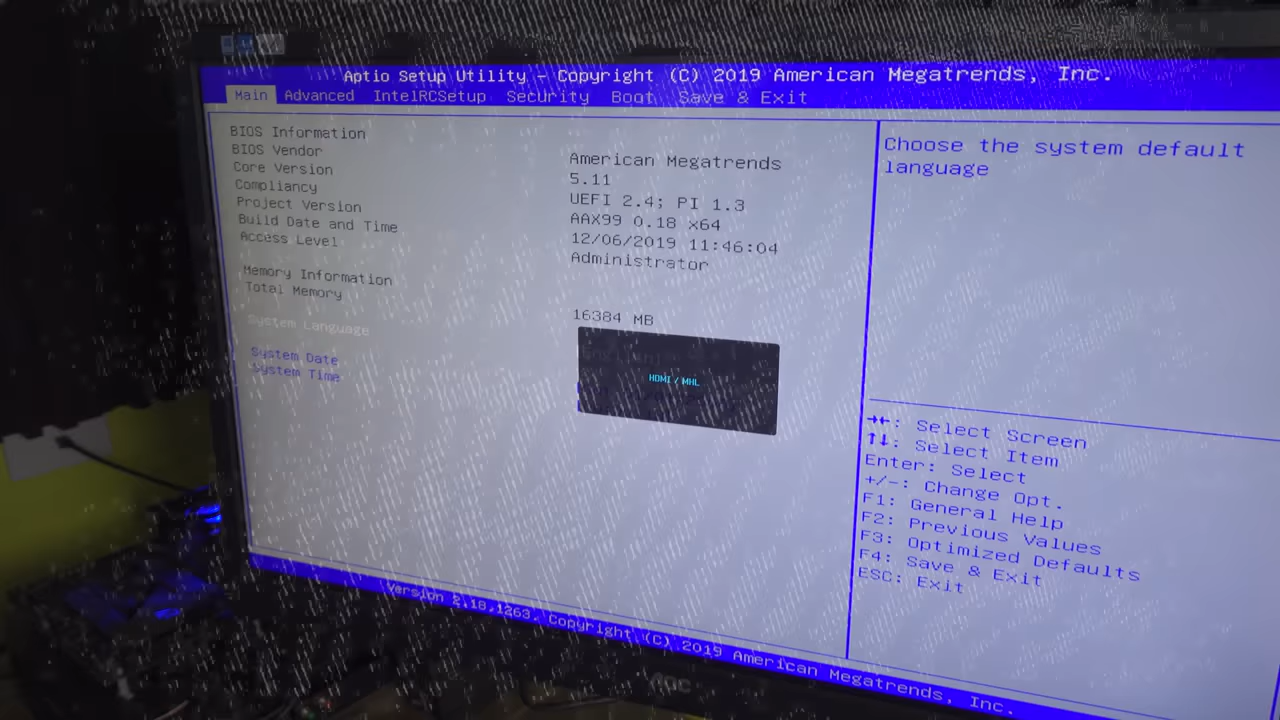 Aptio Setup Utility – Copyright (C) 2019 American Megatrends, Inc.
Main Advanced IntelRCSetup Security Boot Save & Exit
BIOS Information
BIOS Vendor American Megatrends
Core Version 5.11
Compliancy UEFI 2.4; PI 1.3
Project Version AAX99 0.18 x64
Build Date and Time 12/06/2019 11:46:04
Access Level Administrator
Memory Information
Total Memory 16384 MB
System Language
System Date
System Time
HDMI / MHL
Choose the system default
language
→←: Select Screen
↑↓: Select Item
Enter: Select
+/-: Change Opt.
F1: General Help
F2: Previous Values
F3: Optimized Defaults
F4: Save & Exit
ESC: Exit
Version 2.18.1263. Copyright (C) 2019 American Megatrends, Inc.
AOC